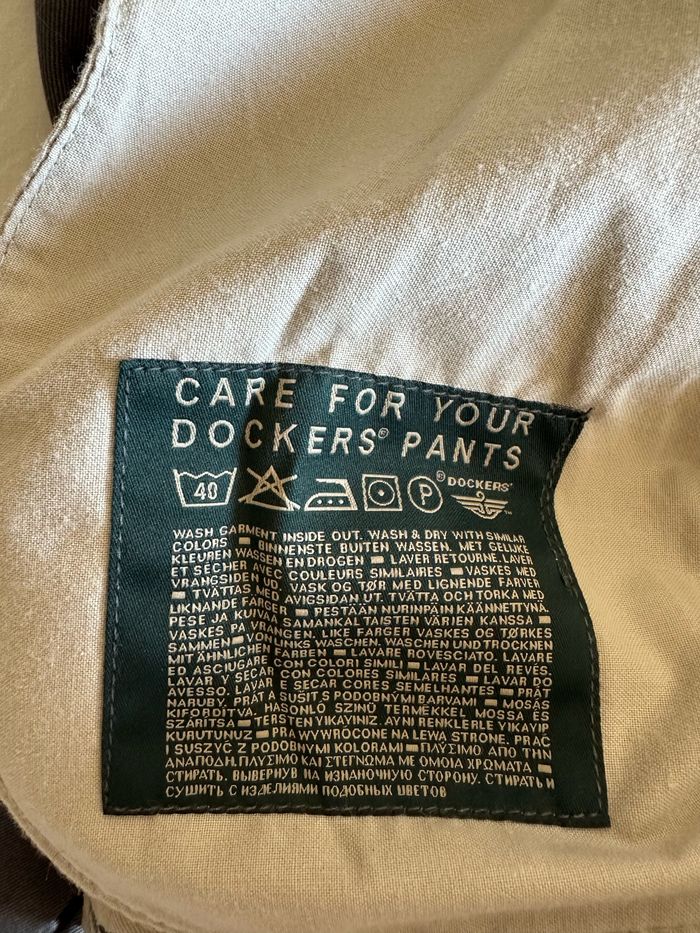 CARE FOR YOUR
DOCKERS® PANTS
40
P
® DOCKERS®
™
WASH GARMENT INSIDE OUT. WASH & DRY WITH SIMILAR
COLORS BINNENSTE BUITEN WASSEN. MET GELIJKE
KLEUREN WASSEN EN DROGEN LAVER RETOURNE. LAVER
ET SÉCHER AVEC COULEURS SIMILAIRES VASKES MED
VRANGSIDEN UD. VASK OG TØR MED LIGNENDE FARVER
TVÄTTAS MED AVIGSIDAN UT. TVÄTTA OCH TORKA MED
LIKNANDE FÄRGER PESTÄÄN NURINPÄIN KÄÄNNETTYNÄ.
PESE JA KUIVAA SAMANKALTAISTEN VÄRIEN KANSSA
VASKES PÅ VRANGEN. LIKE FARGER VASKES OG TØRKES
SAMMEN VON LINKS WASCHEN. WASCHEN UND TROCKNEN
MIT ÄHNLICHEN FARBEN LAVARE ROVESCIATO. LAVARE
ED ASCIUGARE CON COLORI SIMILI LAVAR DEL REVÉS.
LAVAR Y SECAR CON COLORES SIMILARES LAVAR DO
AVESSO. LAVAR E SECAR CORES SEMELHANTES PRÁT
NARUBY. PRÁT A SUŠIT S PODOBNÝMI BARVAMI MOSÁS
KIFORDÍTVA. HASONLÓ SZINŰ TERMEKKEL MOSSA ÉS
SZÁRÍTSA TERSTEN YIKAYINIZ. AYNI RENKLERLE YIKAYIP
KURUTUNUZ PRAĆ WYWRÓCONE NA LEWĄ STRONĘ. PRAĆ
I SUSZYĆ Z PODOBNYMI KOLORAMI ΠΛΥΣΙΜΟ ΑΠΟ ΤΗΝ
ΑΝΑΠΟΔΗ. ΠΛΥΣΙΜΟ ΚΑΙ ΣΤΕΓΝΩΜΑ ΜΕ ΟΜΟΙΑ ΧΡΩΜΑΤΑ
СТИРАТЬ, ВЫВЕРНУВ НА ИЗНАНОЧНУЮ СТОРОНУ. СТИРАТЬ И
СУШИТЬ С ИЗДЕЛИЯМИ ПОДОБНЫХ ЦВЕТОВ